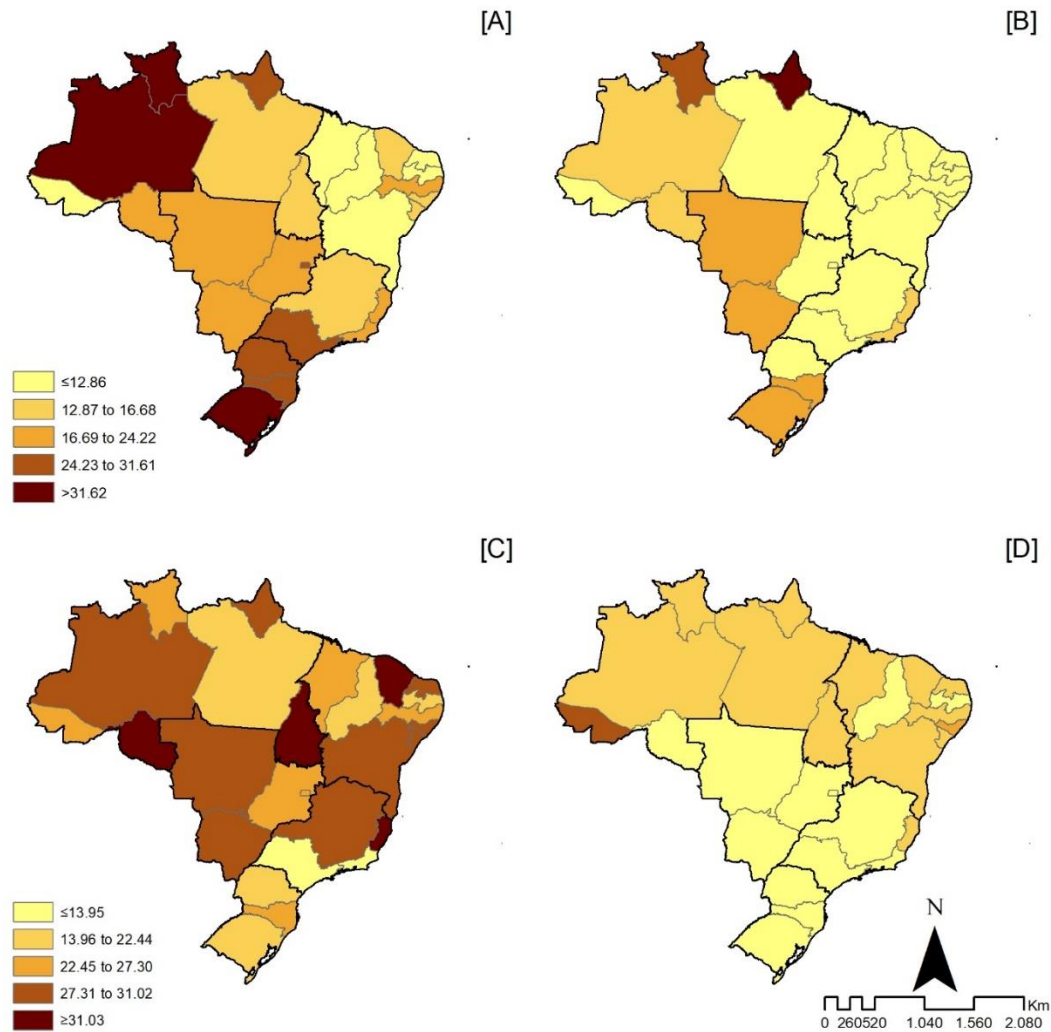 [A]
[B]
≤12.86
12.87 to 16.68
16.69 to 24.22
24.23 to 31.61
>31.62
[C]
[D]
≤13.95
13.96 to 22.44
22.45 to 27.30
27.31 to 31.02
≥31.03
N
Km
0 260520 1.040 1.560 2.080